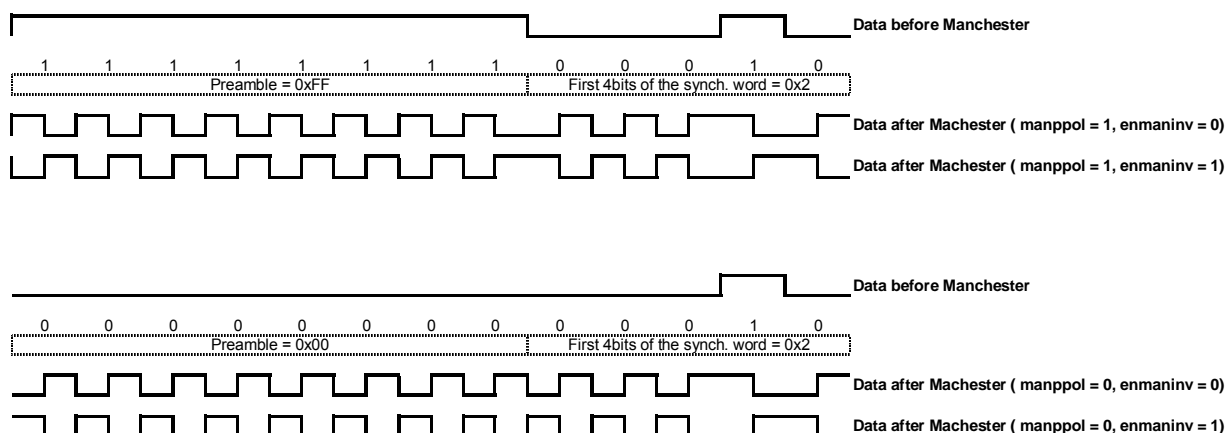 Data before Manchester
1 1 1 1 1 1 1 1 0 0 0 1 0
Preamble = 0xFF First 4bits of the synch. word = 0x2
Data after Machester ( manppol = 1, enmaninv = 0)
Data after Machester ( manppol = 1, enmaninv = 1)
Data before Manchester
0 0 0 0 0 0 0 0 0 0 0 1 0
Preamble = 0x00 First 4bits of the synch. word = 0x2
Data after Machester ( manppol = 0, enmaninv = 0)
Data after Machester ( manppol = 0, enmaninv = 1)